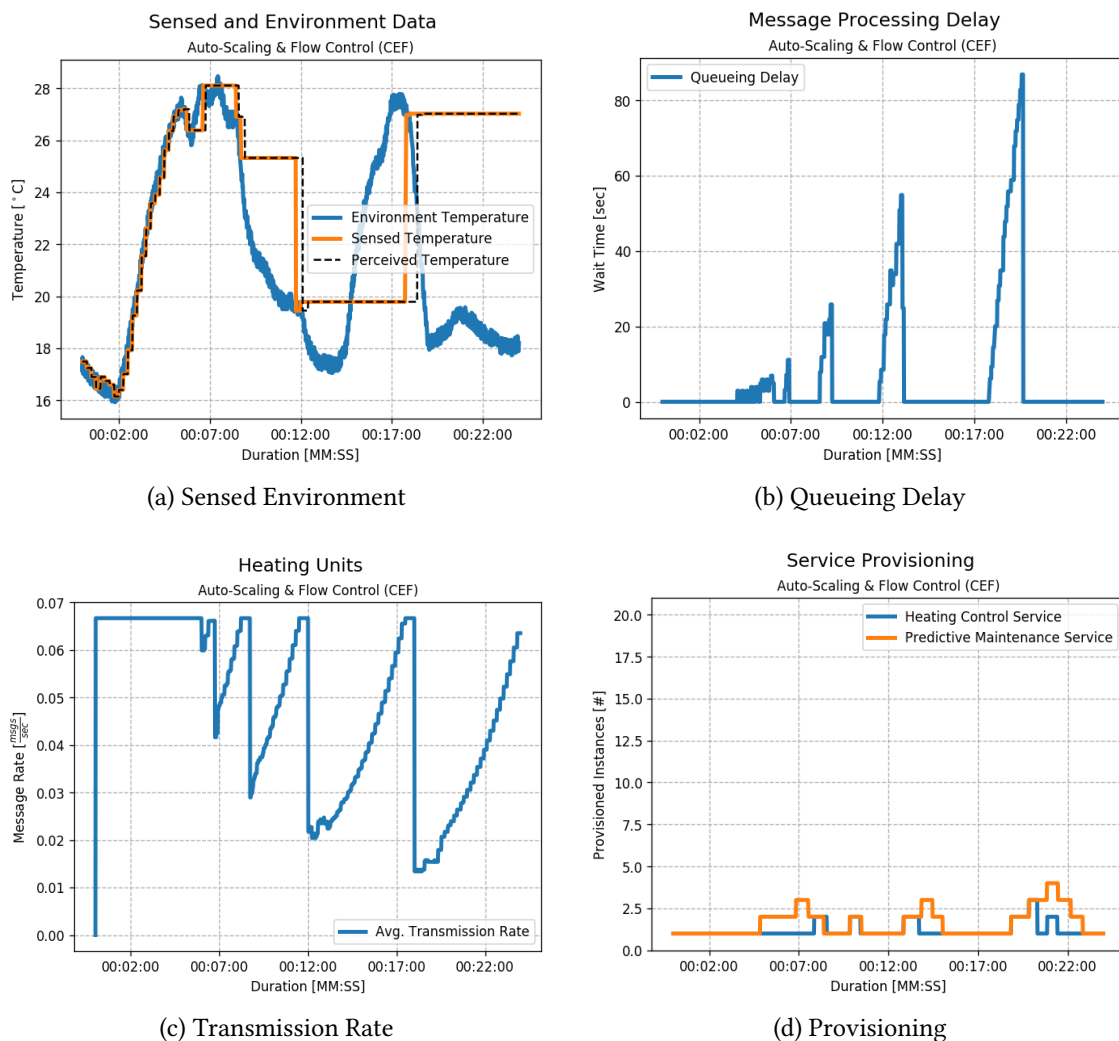 Sensed and Environment Data
Auto-Scaling & Flow Control (CEF)
28
26
24
22
20
18
16
Temperature [°C]
Environment Temperature
Sensed Temperature
Perceived Temperature
00:02:00 00:07:00 00:12:00 00:17:00 00:22:00
Duration [MM:SS]
(a) Sensed Environment
Message Processing Delay
Auto-Scaling & Flow Control (CEF)
Queueing Delay
80
60
40
20
0
Wait Time [sec]
00:02:00 00:07:00 00:12:00 00:17:00 00:22:00
Duration [MM:SS]
(b) Queueing Delay
Heating Units
Auto-Scaling & Flow Control (CEF)
0.07
0.06
0.05
0.04
0.03
0.02
0.01
0.00
Message Rate [msgs/sec]
Avg. Transmission Rate
00:02:00 00:07:00 00:12:00 00:17:00 00:22:00
Duration [MM:SS]
(c) Transmission Rate
Service Provisioning
Auto-Scaling & Flow Control (CEF)
Heating Control Service
Predictive Maintenance Service
20.0
17.5
15.0
12.5
10.0
7.5
5.0
2.5
0.0
Provisioned Instances [#]
00:02:00 00:07:00 00:12:00 00:17:00 00:22:00
Duration [MM:SS]
(d) Provisioning